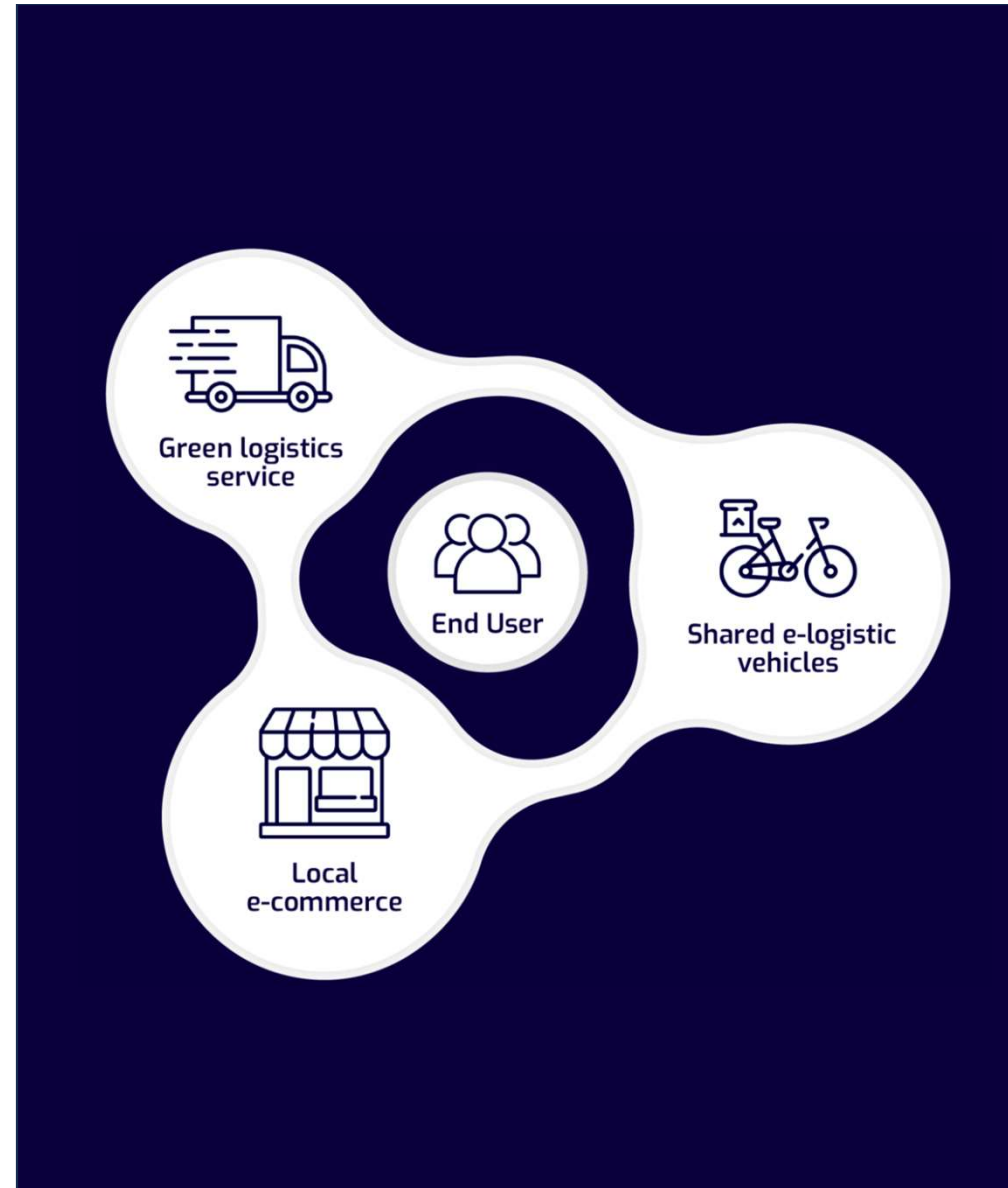 Green logistics
service
End User
Shared e-logistic
vehicles
Local
e-commerce